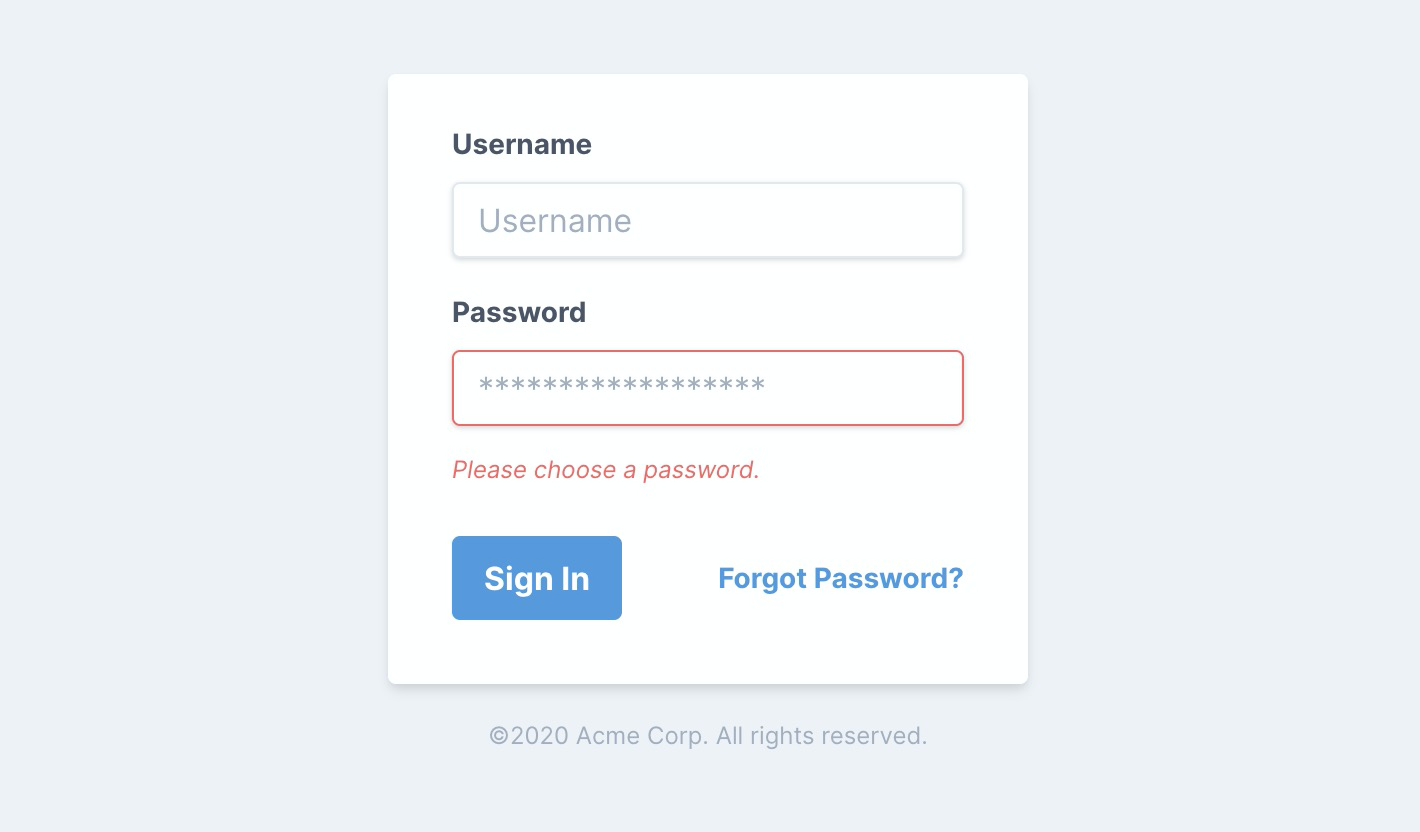 Username
Username
Password
******************
Please choose a password.
Sign In
Forgot Password?
©2020 Acme Corp. All rights reserved.